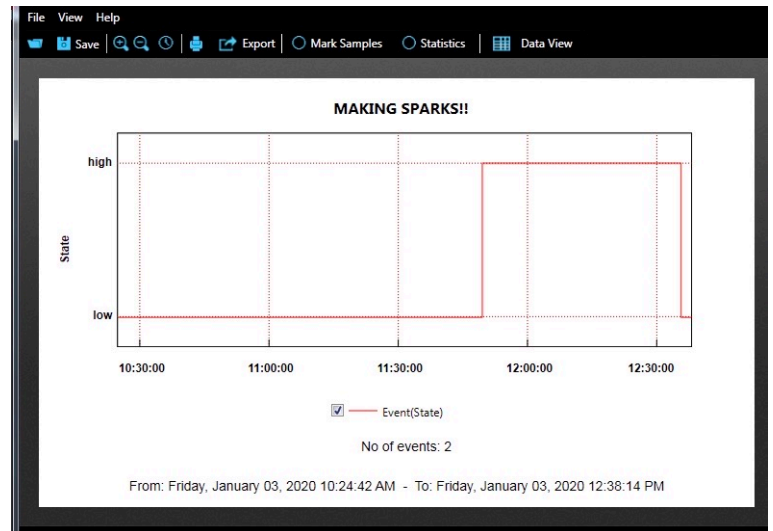 File View Help
Save Export Mark Samples Statistics Data View
MAKING SPARKS!!
high
State
low
10:30:00 11:00:00 11:30:00 12:00:00 12:30:00
Event(State)
No of events: 2
From: Friday, January 03, 2020 10:24:42 AM - To: Friday, January 03, 2020 12:38:14 PM